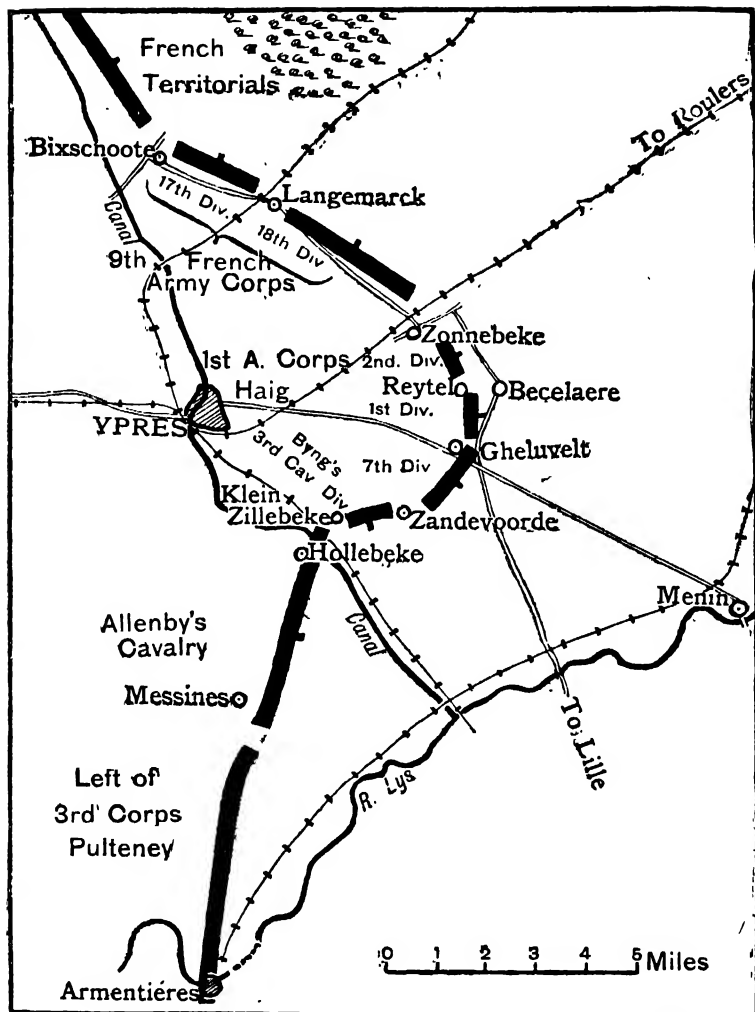 French
Territorials
To Roulers
Bixschoote
17th Div.
Langemarck
Canal
18th Div
9th French
Army Corps
Zonnebeke
1st A. Corps
2nd. Div.
Haig
Reytel
Becelaere
1st Div.
YPRES
Byng's
3rd Cav Div
7th Div
Gheluvelt
Klein
Zillebeke
Zandevoorde
Hollebeke
Menin
Allenby's
Cavalry
Canal
Messines
To Lille
Left of
3rd Corps
Pulteney
R. Lys
0 1 2 3 4 5 Miles
Armentiéres